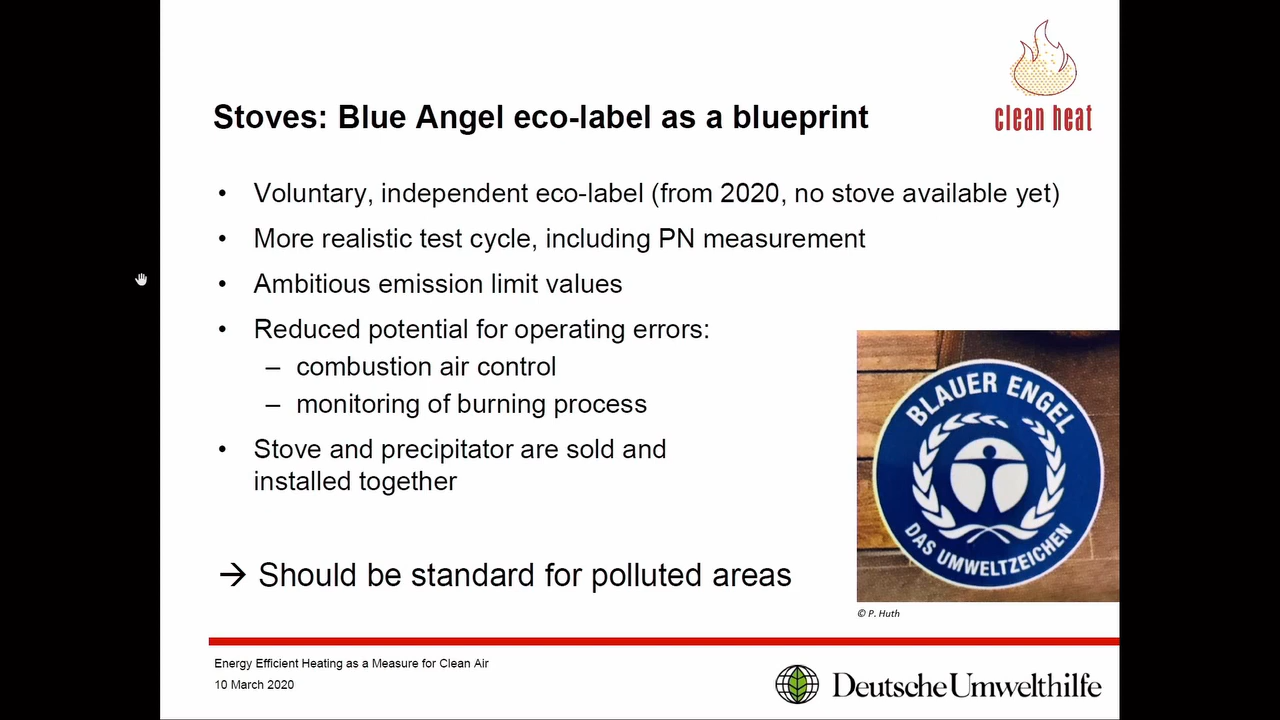 clean heat
Stoves: Blue Angel eco-label as a blueprint
• Voluntary, independent eco-label (from 2020, no stove available yet)
• More realistic test cycle, including PN measurement
• Ambitious emission limit values
• Reduced potential for operating errors:
– combustion air control
– monitoring of burning process
• Stove and precipitator are sold and
installed together
BLAUER ENGEL
DAS UMWELTZEICHEN
→ Should be standard for polluted areas
© P. Huth
Energy Efficient Heating as a Measure for Clean Air
10 March 2020
Deutsche Umwelthilfe